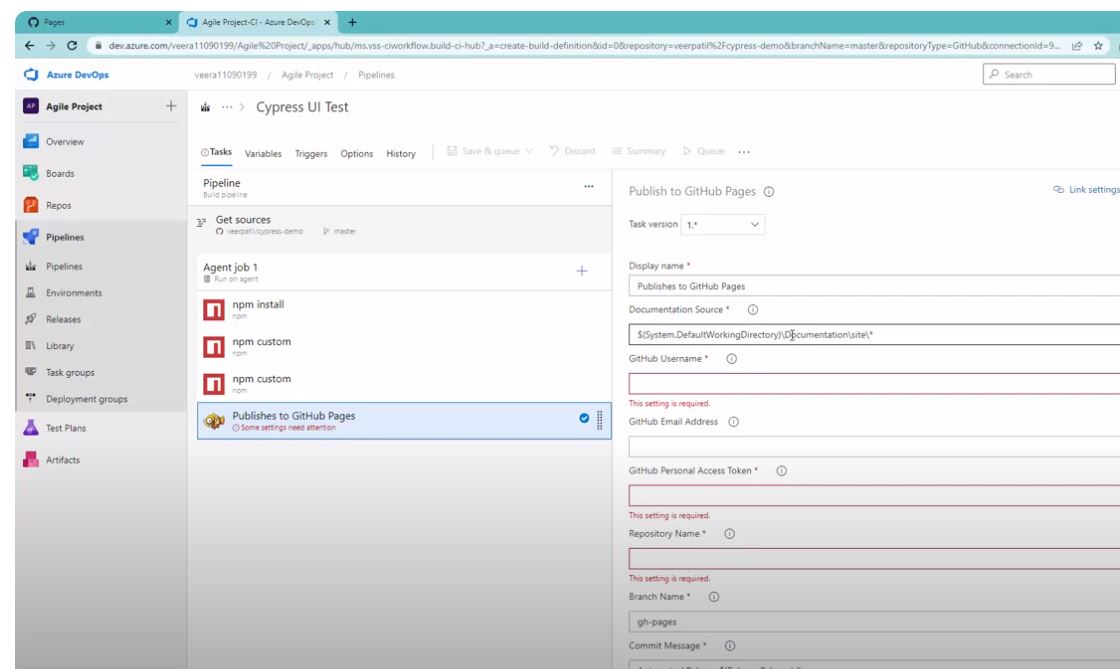 Pages
Agile Project-CI - Azure DevOps
dev.azure.com/veera11090199/Agile%20Project/_apps/hub/ms.vss-ciworkflow.build-ci-hub?_a=create-build-definition&id=0&repository=veerpatil%2Fcypress-demo&branchName=master&repositoryType=GitHub&connectionId=9...
Azure DevOps
veera11090199 / Agile Project / Pipelines
Search
AP Agile Project
Cypress UI Test
Overview
Boards
Repos
Pipelines
Pipelines
Environments
Releases
Library
Task groups
Deployment groups
Test Plans
Artifacts
Tasks Variables Triggers Options History
Save & queue Discard Summary Queue ...
Pipeline
Build pipeline
Get sources
veerpatil/cypress-demo master
Agent job 1
Run on agent
npm install
npm
npm custom
npm
npm custom
npm
Publishes to GitHub Pages
Some settings need attention
Publish to GitHub Pages
Link settings
Task version 1.*
Display name *
Publishes to GitHub Pages
Documentation Source *
$(System.DefaultWorkingDirectory)\Documentation\site\*
GitHub Username *
This setting is required.
GitHub Email Address
GitHub Personal Access Token *
This setting is required.
Repository Name *
This setting is required.
Branch Name *
gh-pages
Commit Message *